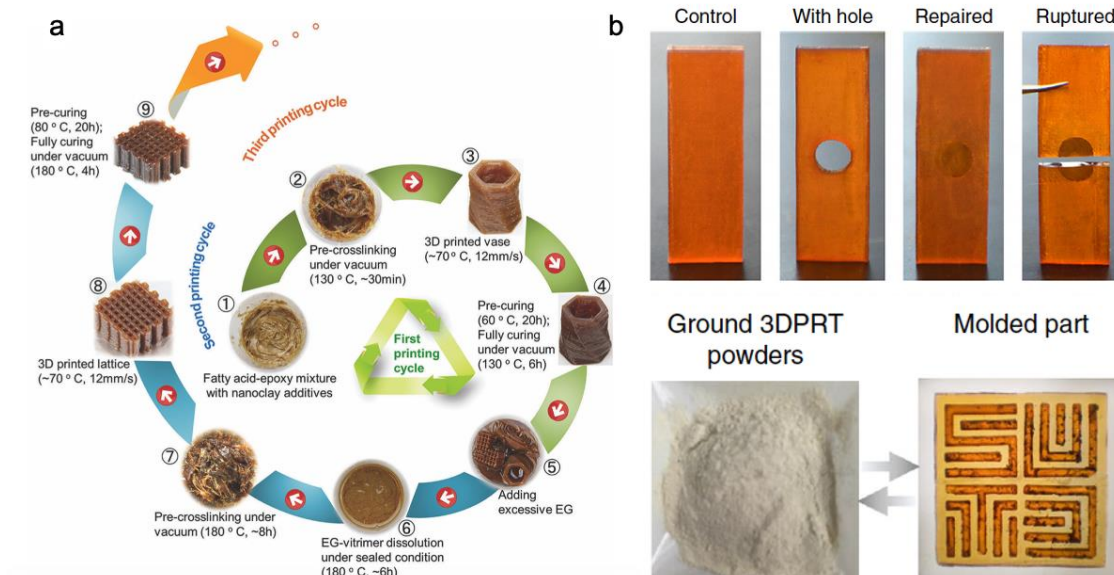 a
Third printing cycle
⑨
Pre-curing
(80 ° C, 20h);
Fully curing
under vacuum
(180 ° C, 4h)
②
Pre-crosslinking
under vacuum
(130 ° C, ~30min)
③
3D printed vase
(~70 ° C, 12mm/s)
Second printing cycle
①
Fatty acid-epoxy mixture
with nanoclay additives
First
printing
cycle
④
Pre-curing
(60 ° C, 20h);
Fully curing
under vacuum
(130 ° C, 6h)
⑧
3D printed lattice
(~70 ° C, 12mm/s)
⑦
Pre-crosslinking under
vacuum (180 ° C, ~8h)
⑥
EG-vitrimer dissolution
under sealed condition
(180 ° C, ~6h)
⑤
Adding
excessive EG
b
Control
With hole
Repaired
Ruptured
Ground 3DPRT
powders
Molded part